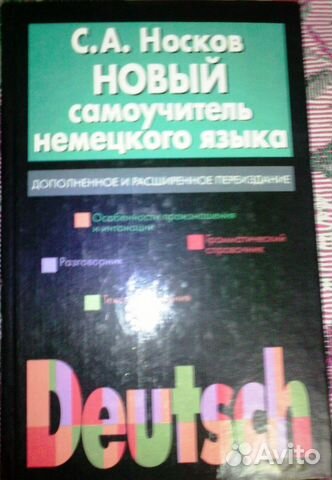 С.А. Носков
НОВЫЙ
самоучитель
немецкого языка
ДОПОЛНЕННОЕ И РАСШИРЕННОЕ ПЕРЕИЗДАНИЕ
Особенности произношения
и интонации
Грамматический
справочник
Разговорник
Deutsch
Avito